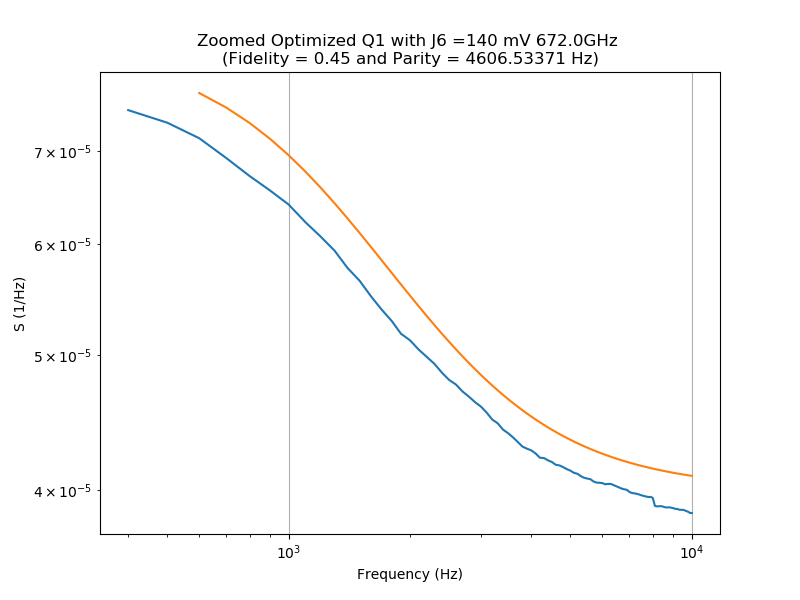 Zoomed Optimized Q1 with J6 =140 mV 672.0GHz
(Fidelity = 0.45 and Parity = 4606.53371 Hz)
7 × 10⁻⁵
6 × 10⁻⁵
5 × 10⁻⁵
4 × 10⁻⁵
S (1/Hz)
10³
10⁴
Frequency (Hz)